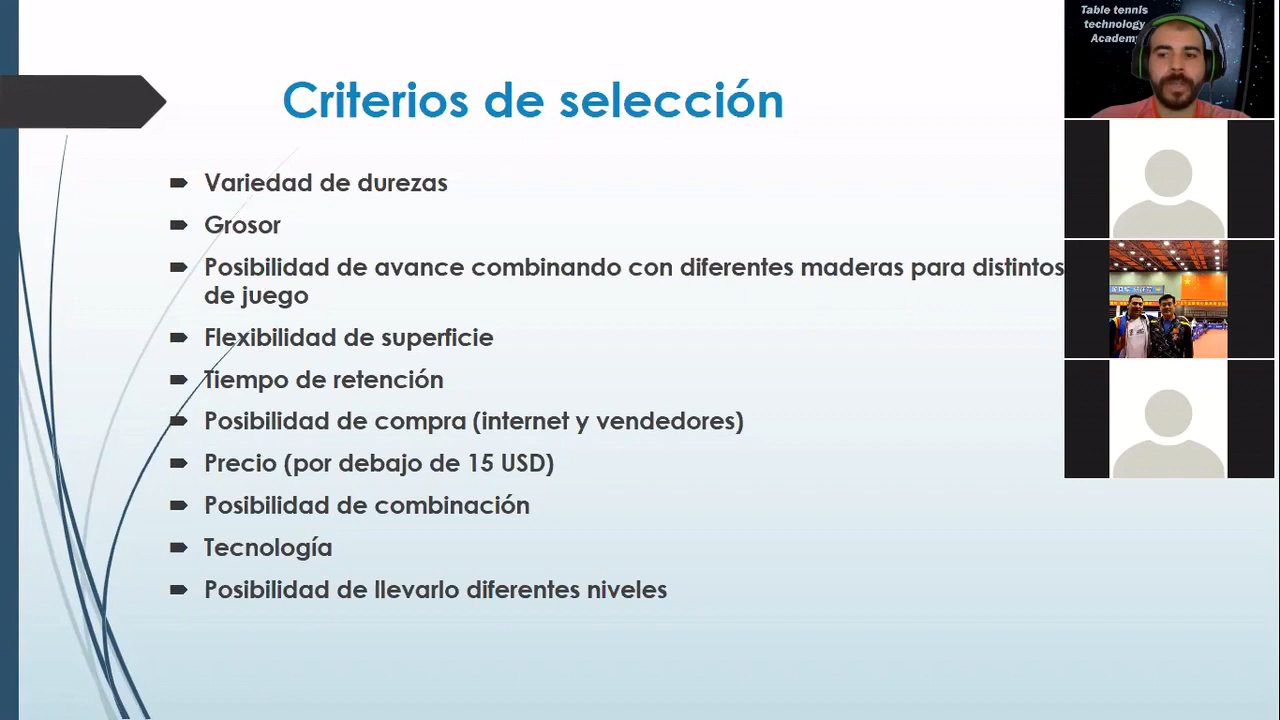 Criterios de selección
Variedad de durezas
Grosor
Posibilidad de avance combinando con diferentes maderas para distintos
de juego
Flexibilidad de superficie
Tiempo de retención
Posibilidad de compra (internet y vendedores)
Precio (por debajo de 15 USD)
Posibilidad de combinación
Tecnología
Posibilidad de llevarlo diferentes niveles
Table tennis
technology
Academy